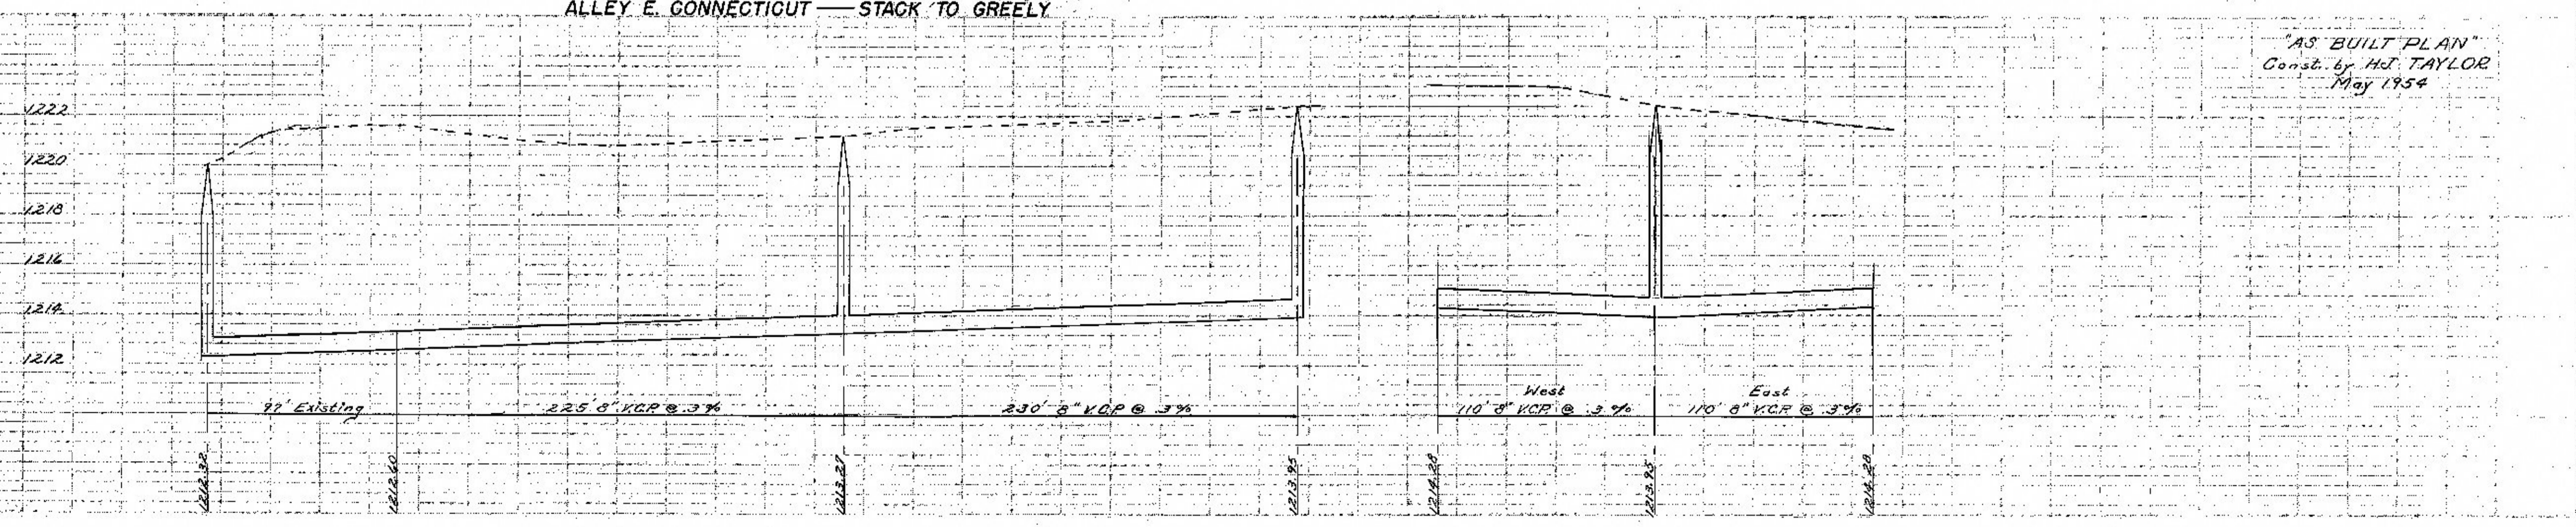 ALLEY E. CONNECTICUT — STACK TO GREELY
"AS BUILT PLAN"
Const. by H.J. TAYLOR
May 1954
1222
1220
1218
1216
1214
1212
97' Existing
225' 8" V.C.P. @ .3%
230' 8" V.C.P. @ .3%
West
110' 8" V.C.P. @ .3%
East
110' 8" V.C.P. @ .3%
1212.32
1212.60
1213.27
1213.95
1214.28
1213.95
1214.28